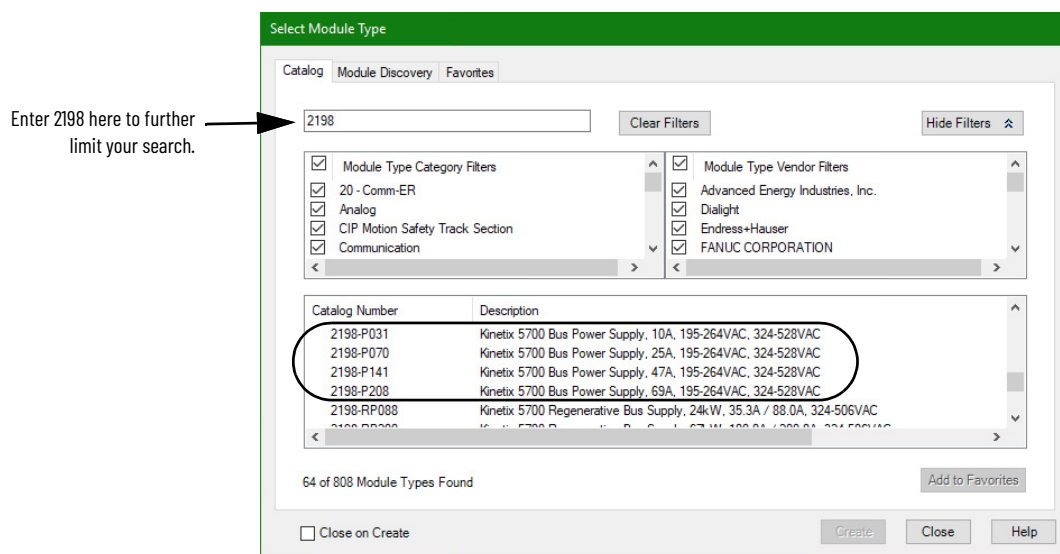 Select Module Type
Catalog Module Discovery Favorites
Enter 2198 here to further
limit your search.
2198 Clear Filters Hide Filters
Module Type Category Filters
20 - Comm-ER
Analog
CIP Motion Safety Track Section
Communication
Module Type Vendor Filters
Advanced Energy Industries, Inc.
Dialight
Endress+Hauser
FANUC CORPORATION
Catalog Number Description
2198-P031 Kinetix 5700 Bus Power Supply, 10A, 195-264VAC, 324-528VAC
2198-P070 Kinetix 5700 Bus Power Supply, 25A, 195-264VAC, 324-528VAC
2198-P141 Kinetix 5700 Bus Power Supply, 47A, 195-264VAC, 324-528VAC
2198-P208 Kinetix 5700 Bus Power Supply, 69A, 195-264VAC, 324-528VAC
2198-RP088 Kinetix 5700 Regenerative Bus Supply, 24kW, 35.3A / 88.0A, 324-506VAC
64 of 808 Module Types Found
Add to Favorites
Close on Create
Create Close Help